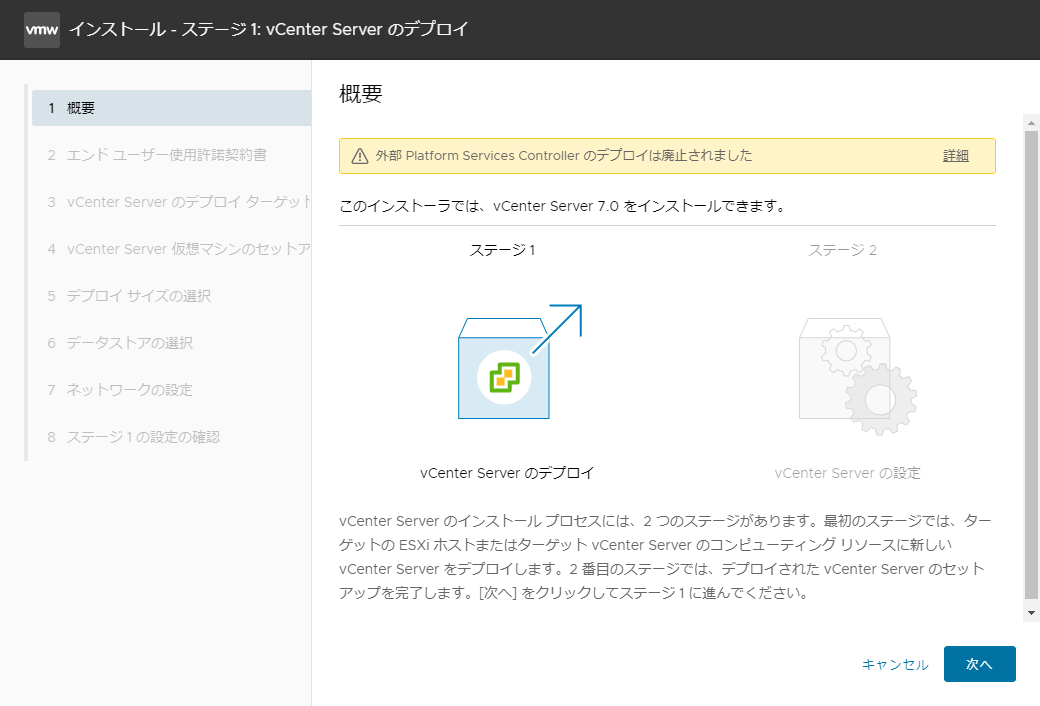 vmw インストール - ステージ 1: vCenter Server のデプロイ
1 概要
2 エンド ユーザー使用許諾契約書
3 vCenter Server のデプロイ ターゲット
4 vCenter Server 仮想マシンのセットア
5 デプロイ サイズの選択
6 データストアの選択
7 ネットワークの設定
8 ステージ 1 の設定の確認
概要
外部 Platform Services Controller のデプロイは廃止されました 詳細
このインストーラでは、vCenter Server 7.0 をインストールできます。
ステージ 1
ステージ 2
vCenter Server のデプロイ
vCenter Server の設定
vCenter Server のインストール プロセスには、2 つのステージがあります。最初のステージでは、ター
ゲットの ESXi ホストまたはターゲット vCenter Server のコンピューティング リソースに新しい
vCenter Server をデプロイします。2 番目のステージでは、デプロイされた vCenter Server のセット
アップを完了します。[次へ] をクリックしてステージ 1 に進んでください。
キャンセル 次へ